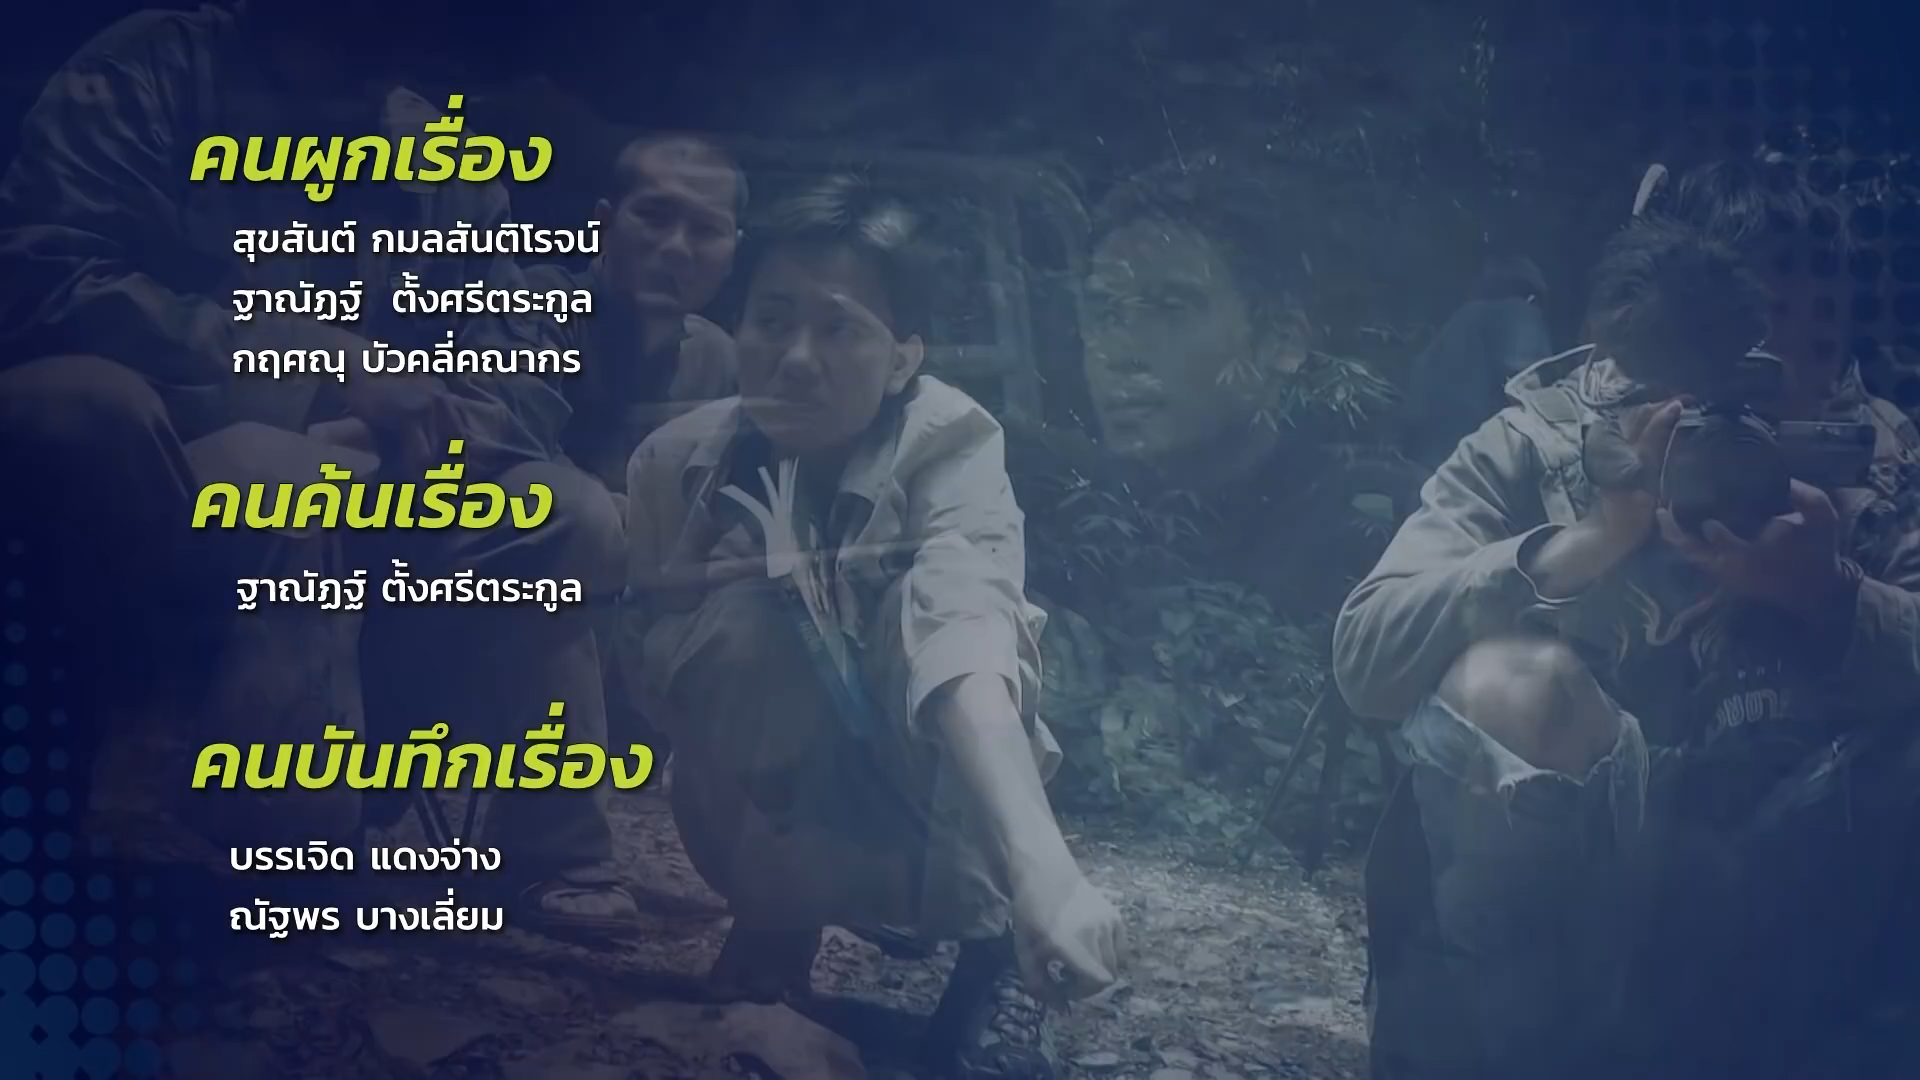 คนผูกเรื่อง
สุขสันต์ กมลสันติโรจน์
ฐาณัฏฐ์ ตั้งศรีตระกูล
กฤศณุ บัวคลี่คณากร
คนค้นเรื่อง
ฐาณัฏฐ์ ตั้งศรีตระกูล
คนบันทึกเรื่อง
บรรเจิด แดงจ่าง
ณัฐพร บางเลี่ยม